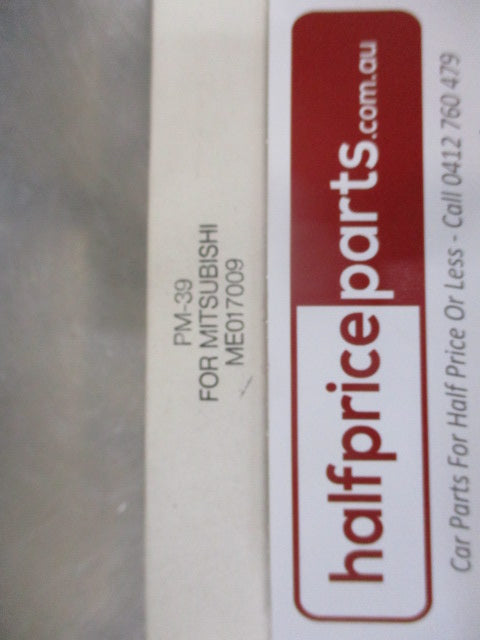 PM-39
FOR MITSUBISHI
ME017009
halfpriceparts.com.au
Car Parts For Half Price Or Less - Call 0412 760 479